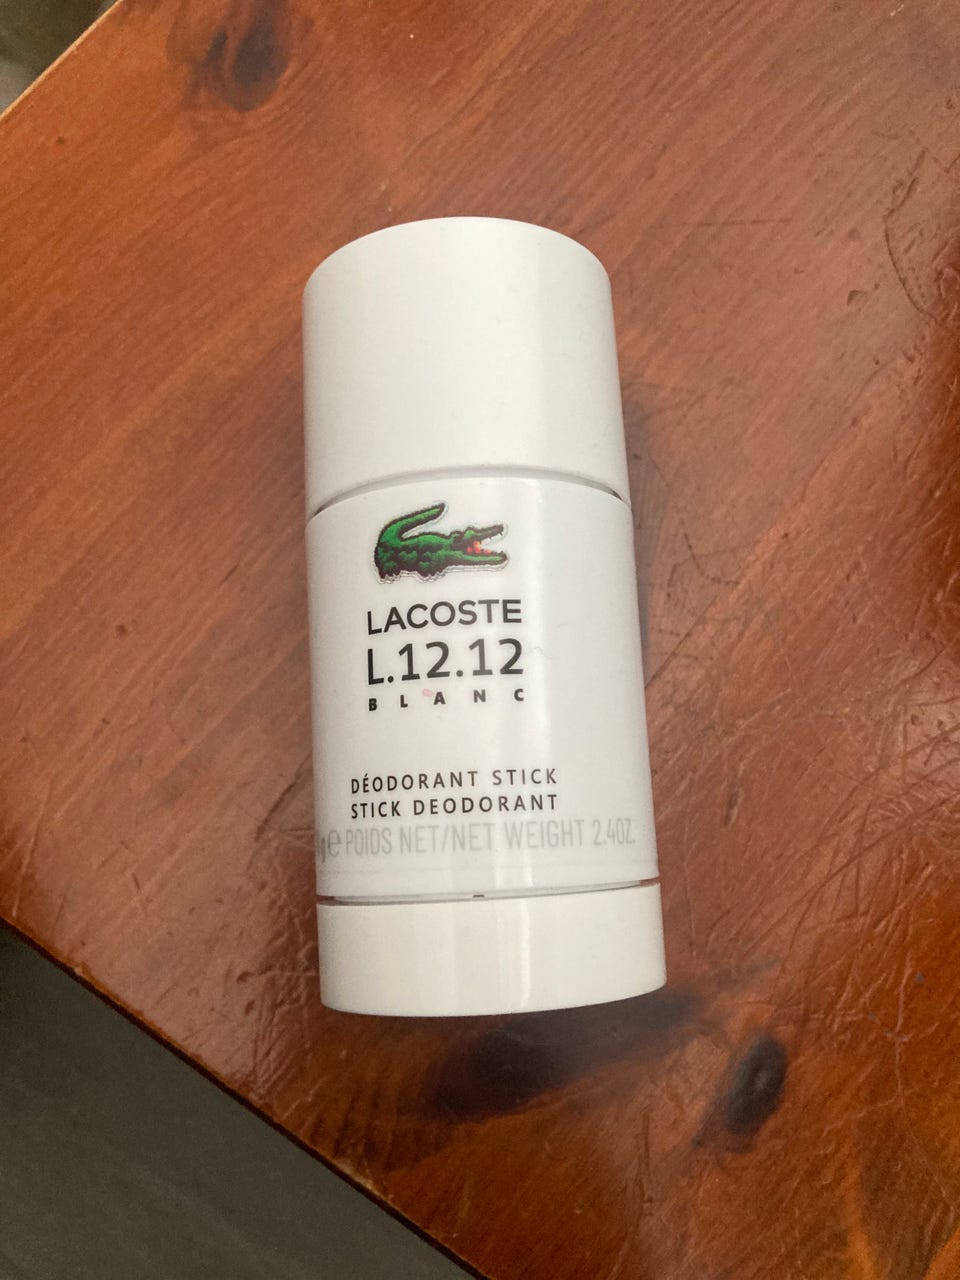 LACOSTE
L.12.12
BLANC
DÉODORANT STICK
STICK DEODORANT
e POIDS NET/NET WEIGHT 2.4OZ.